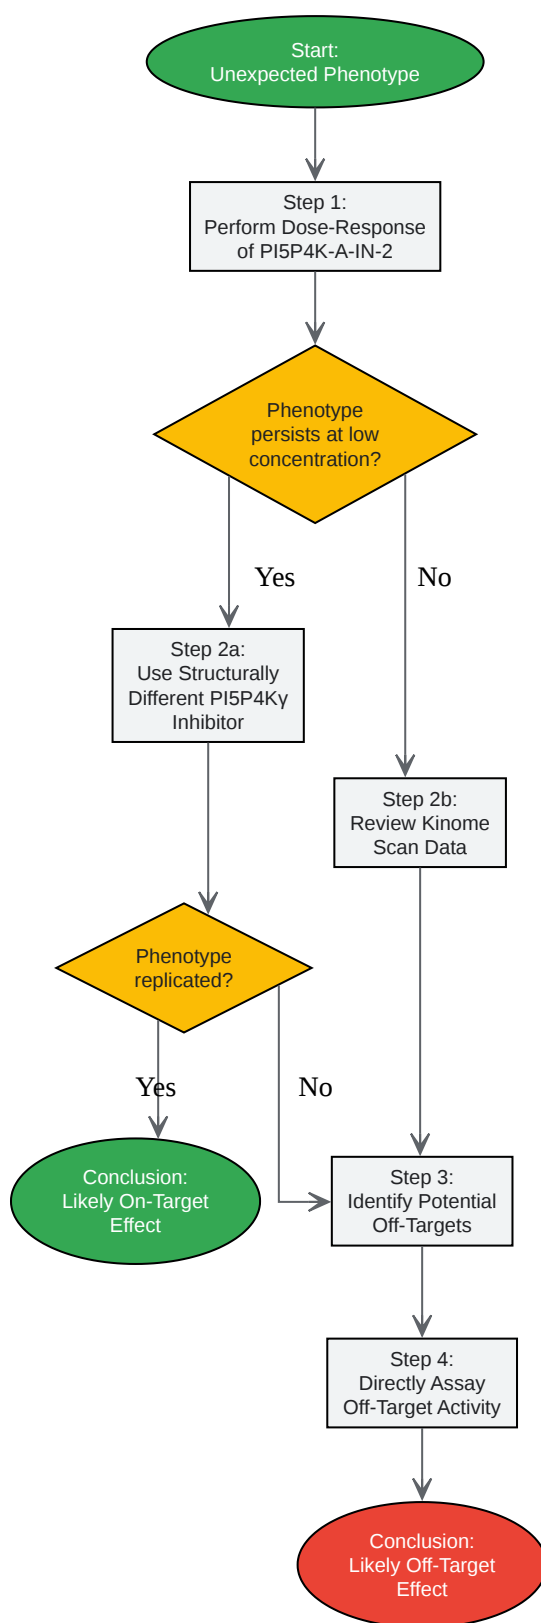 Start:
Unexpected Phenotype
Step 1:
Perform Dose-Response
of PI5P4K-A-IN-2
Phenotype
persists at low
concentration?
Yes
No
Step 2a:
Use Structurally
Different PI5P4Kγ
Inhibitor
Step 2b:
Review Kinome
Scan Data
Phenotype
replicated?
Yes
No
Conclusion:
Likely On-Target
Effect
Step 3:
Identify Potential
Off-Targets
Step 4:
Directly Assay
Off-Target Activity
Conclusion:
Likely Off-Target
Effect